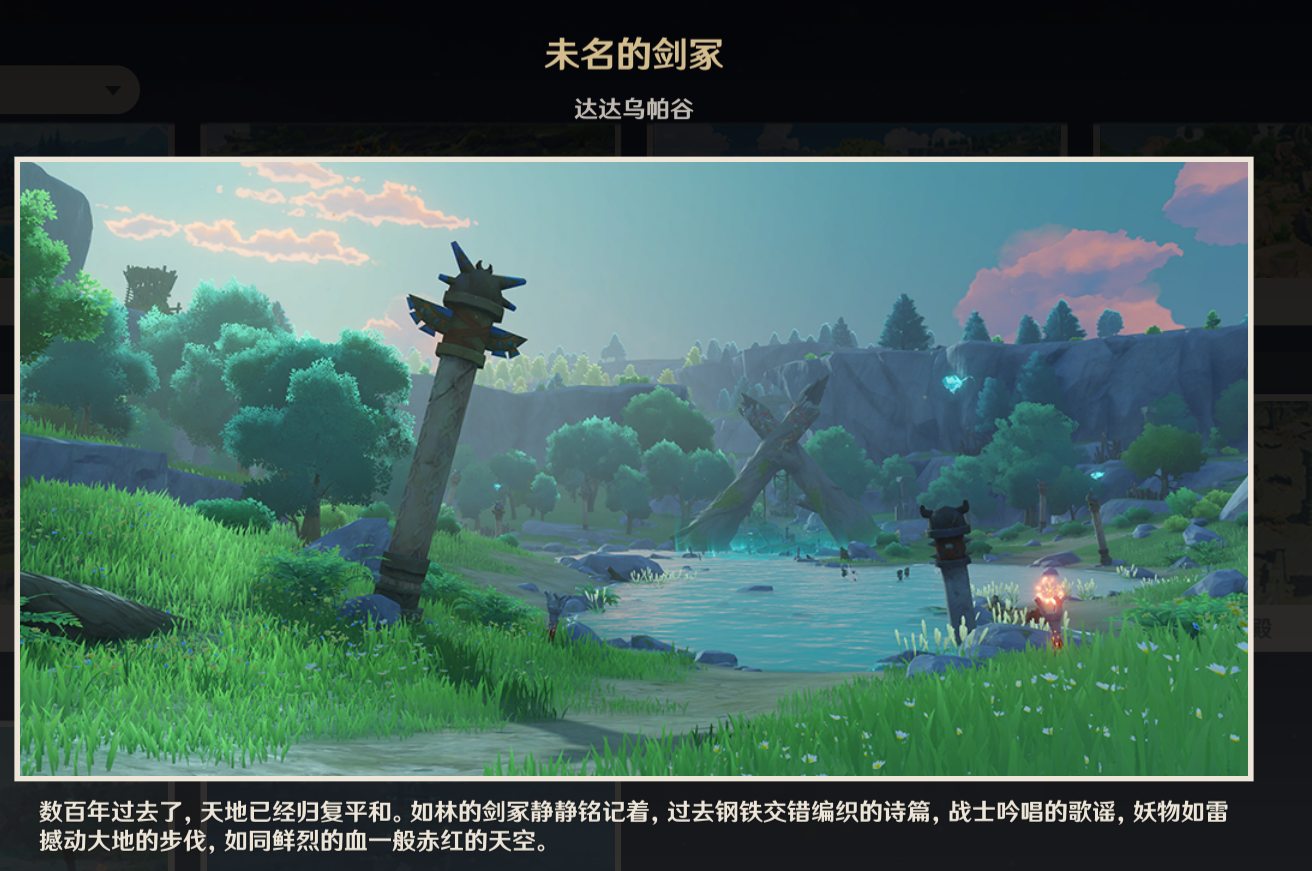 未名的剑冢
达达乌帕谷
数百年过去了，天地已经归复平和。如林的剑冢静静铭记着，过去钢铁交错编织的诗篇，战士吟唱的歌谣，妖物如雷
撼动大地的步伐，如同鲜烈的血一般赤红的天空。